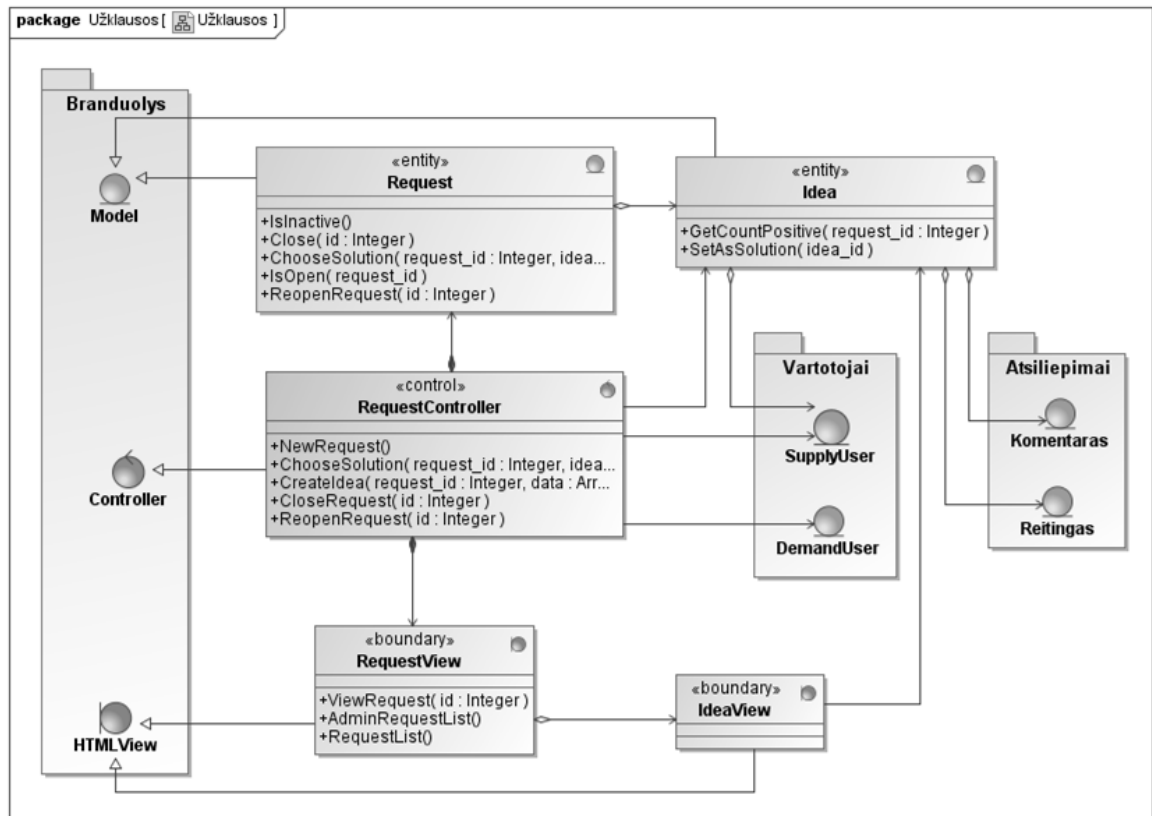 package Užklausos [ Užklausos ]
Branduolys
Model
Controller
HTMLView
«entity»
Request
+IsInactive()
+Close( id : Integer )
+ChooseSolution( request_id : Integer, idea...
+IsOpen( request_id )
+ReopenRequest( id : Integer )
«entity»
Idea
+GetCountPositive( request_id : Integer )
+SetAsSolution( idea_id )
«control»
RequestController
+NewRequest()
+ChooseSolution( request_id : Integer, idea...
+CreateIdea( request_id : Integer, data : Arr...
+CloseRequest( id : Integer )
+ReopenRequest( id : Integer )
Vartotojai
SupplyUser
DemandUser
Atsiliepimai
Komentaras
Reitingas
«boundary»
RequestView
+ViewRequest( id : Integer )
+AdminRequestList()
+RequestList()
«boundary»
IdeaView